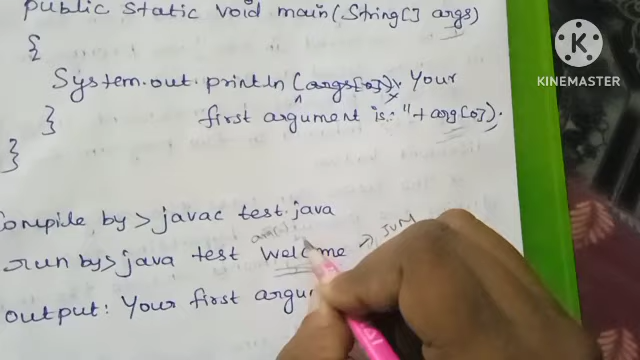 public static void main(String[] args)
{
System.out.println(args[0]), Your
first argument is: "+arg[0]).
}
}
Compile by > javac test.java
run by > java test Welcome → JVM
output: Your first argu
KINEMASTER